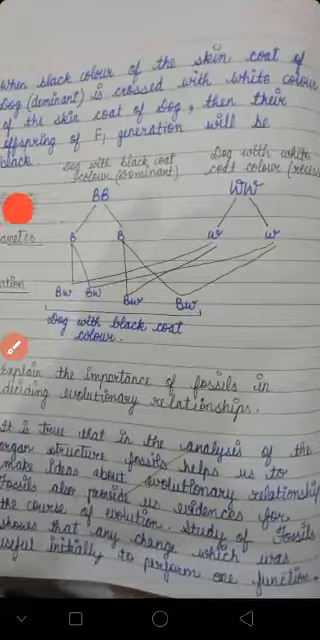 When black colour of the skin coat of
Dog (dominant) is crossed with white colour
of the skin coat of Dog, then their
offspring of F1 generation will be
black.
Dog with black coat
colour (Dominant)
Dog with white
coat colour (recess
BB
WW
ametes
B
B
w
w
ation
Bw
Bw
Bw
Bw
Dog with black coat
colour.
Explain the importance of fossils in
deciding evolutionary relationships.
It is true that in the analysis of the
organ structure fossils helps us to
make Ideas about evolutionary relationship
Fossils also provide us evidences for
the course of evolution. Study of Fossils
shows that any change which was
useful initially to perform one function.